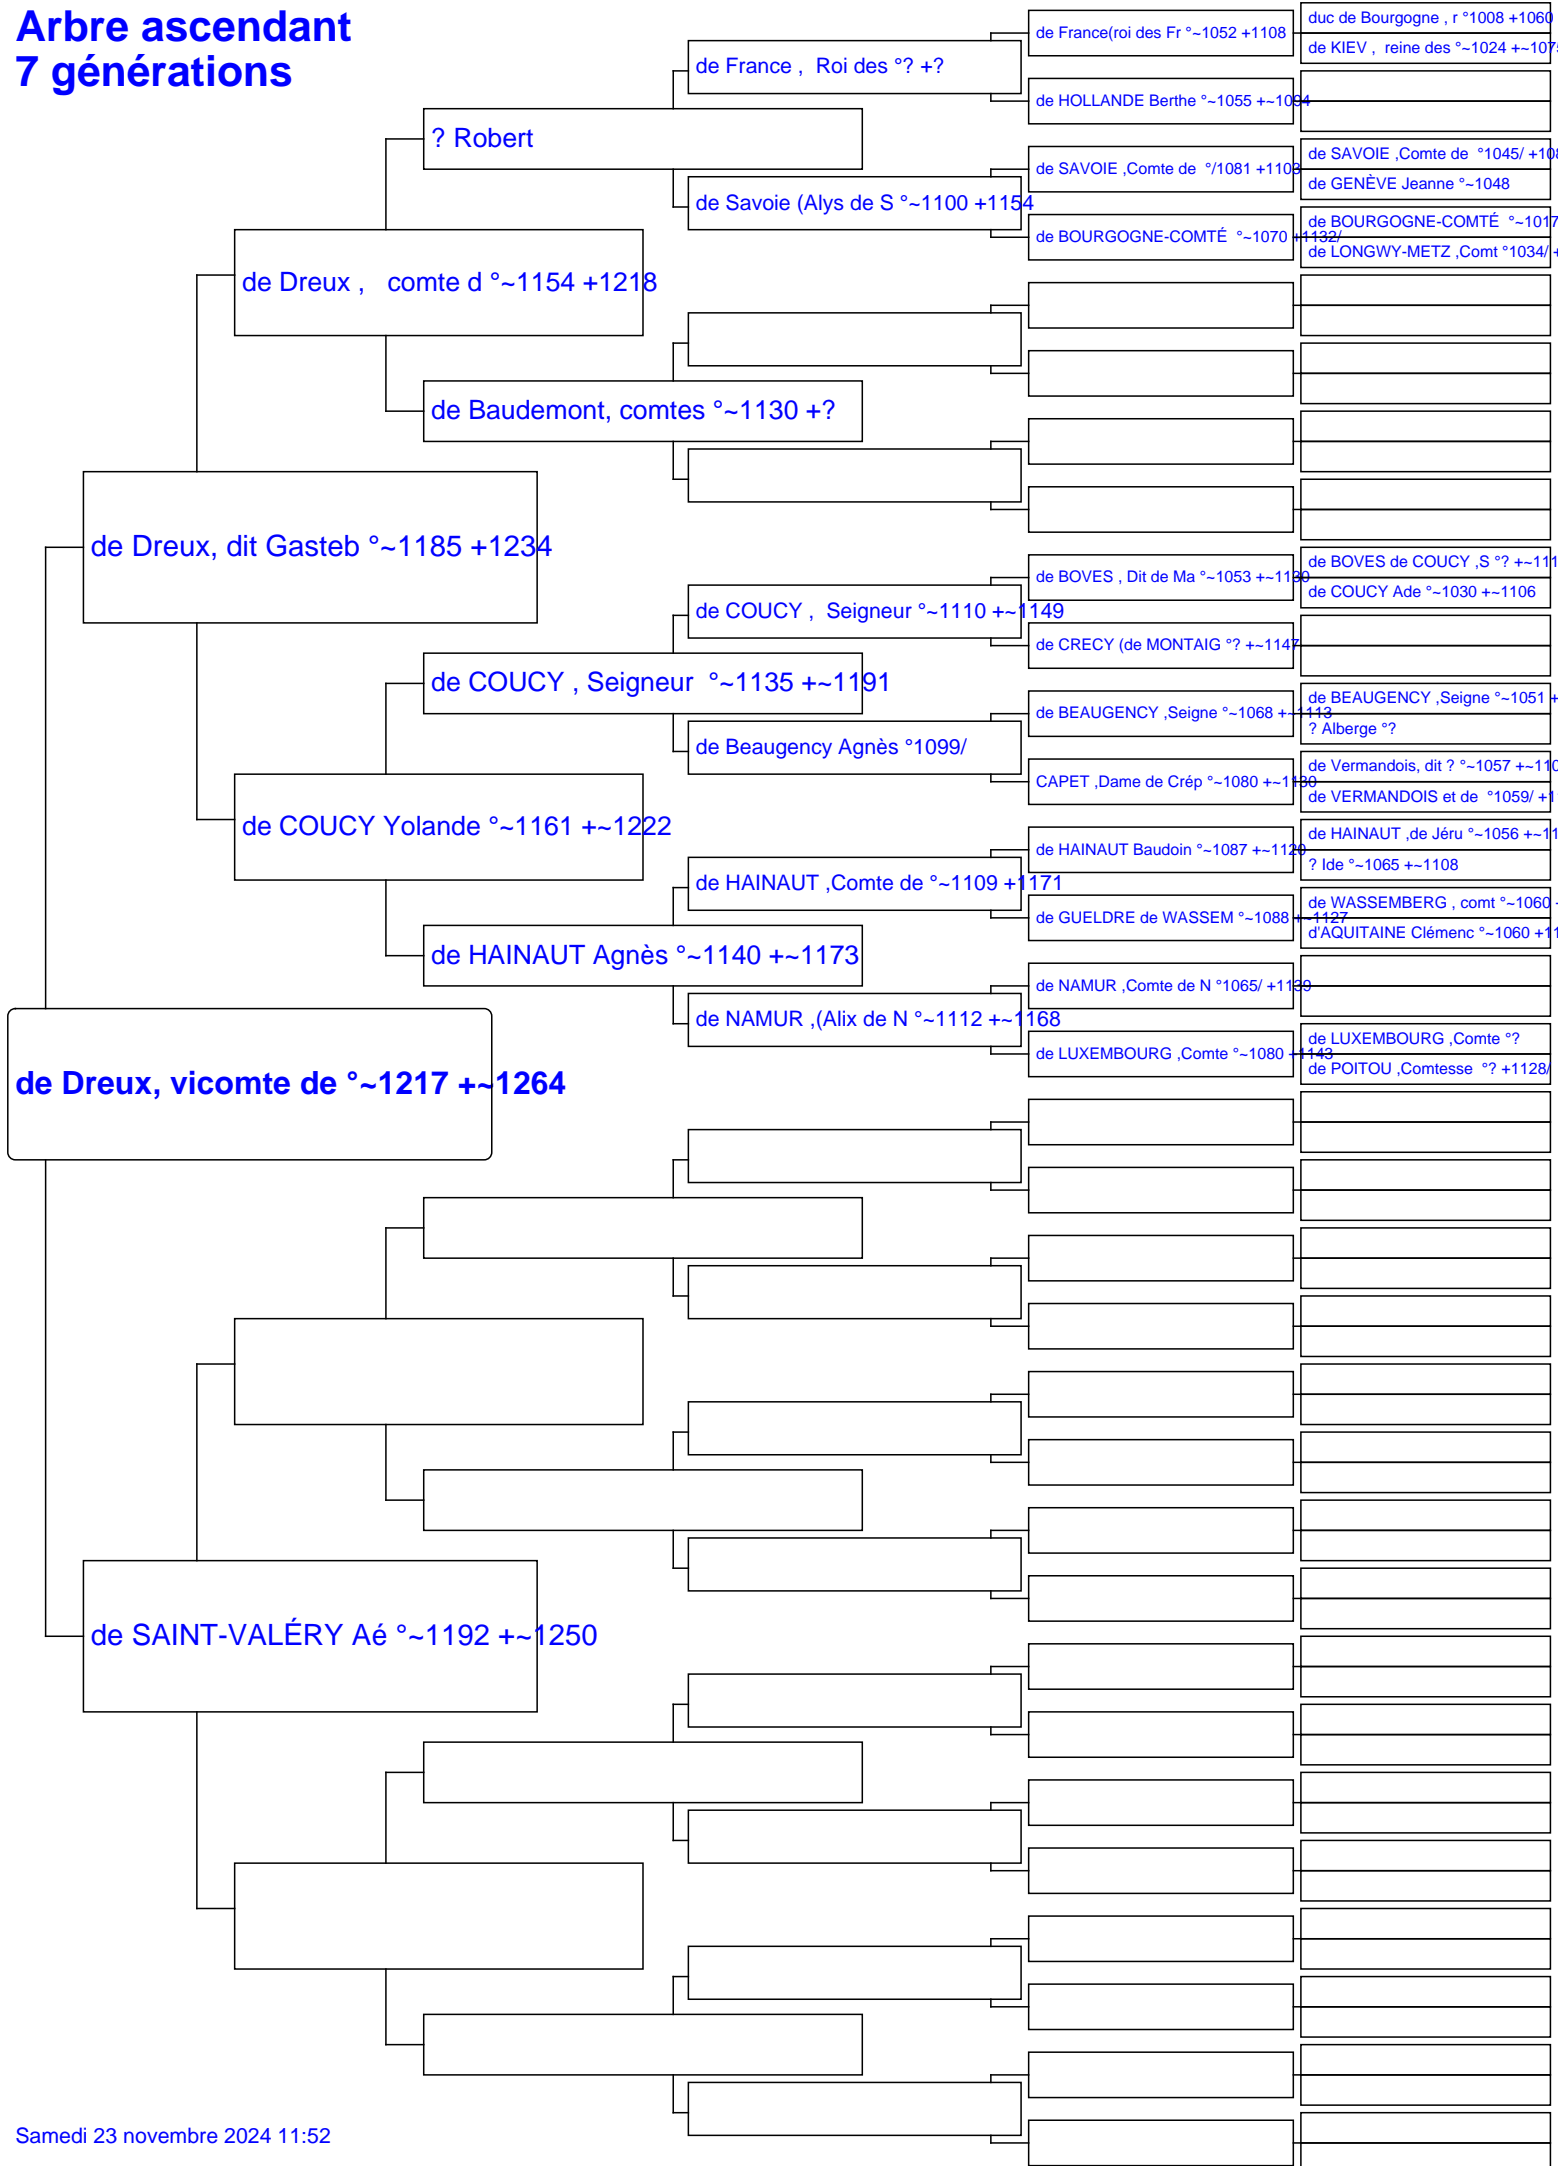 Arbre ascendant
7 générations
duc de Bourgogne , r °1008 +1060
de France(roi des Fr °~1052 +1108
de KIEV ,  reine des °~1024 +~1075
de France ,  Roi des °? +?
de HOLLANDE Berthe °~1055 +~1094
? Robert
de SAVOIE ,Comte de  °1045/ +108
de SAVOIE ,Comte de  °/1081 +1103
de GENÈVE Jeanne °~1048
de Savoie (Alys de S °~1100 +1154
de BOURGOGNE-COMTÉ  °~1017
de BOURGOGNE-COMTÉ  °~1070 +1132/
de LONGWY-METZ ,Comt °1034/ +
de Dreux ,   comte d °~1154 +1218
de Baudemont, comtes °~1130 +?
de Dreux, dit Gasteb °~1185 +1234
de BOVES de COUCY ,S °? +~111
de BOVES , Dit de Ma °~1053 +~1130
de COUCY Ade °~1030 +~1106
de COUCY ,  Seigneur °~1110 +~1149
de CRECY (de MONTAIG °? +~1147
de COUCY , Seigneur  °~1135 +~1191
de BEAUGENCY ,Seigne °~1051 +
de BEAUGENCY ,Seigne °~1068 +~1113
? Alberge °?
de Beaugency Agnès °1099/
de Vermandois, dit ? °~1057 +~110
CAPET ,Dame de Crép °~1080 +~1130
de VERMANDOIS et de  °1059/ +1
de COUCY Yolande °~1161 +~1222
de HAINAUT ,de Jéru °~1056 +~11
de HAINAUT Baudoin °~1087 +~1120
? Ide °~1065 +~1108
de HAINAUT ,Comte de °~1109 +1171
de WASSEMBERG , comt °~1060 +
de GUELDRE de WASSEM °~1088 +~1127
d'AQUITAINE Clémenc °~1060 +11
de HAINAUT Agnès °~1140 +~1173
de NAMUR ,Comte de N °1065/ +1139
de NAMUR ,(Alix de N °~1112 +~1168
de LUXEMBOURG ,Comte °?
de LUXEMBOURG ,Comte °~1080 +1143
de POITOU ,Comtesse  °? +1128/
de Dreux, vicomte de °~1217 +~1264
de SAINT-VALÉRY Aé °~1192 +~1250
Samedi 23 novembre 2024 11:52